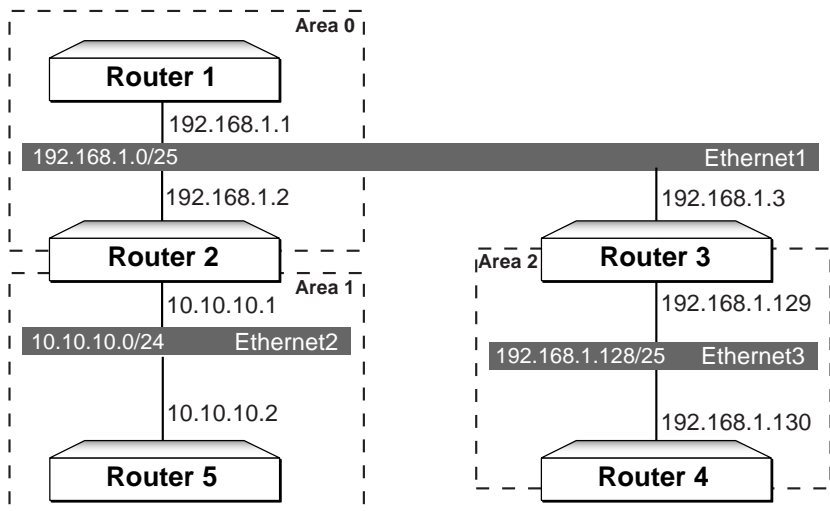 Area 0
Router 1
192.168.1.1
192.168.1.0/25 Ethernet1
192.168.1.2 192.168.1.3
Router 2 Area 2 Router 3
Area 1
10.10.10.1 192.168.1.129
10.10.10.0/24 Ethernet2
192.168.1.128/25 Ethernet3
10.10.10.2 192.168.1.130
Router 5 Router 4